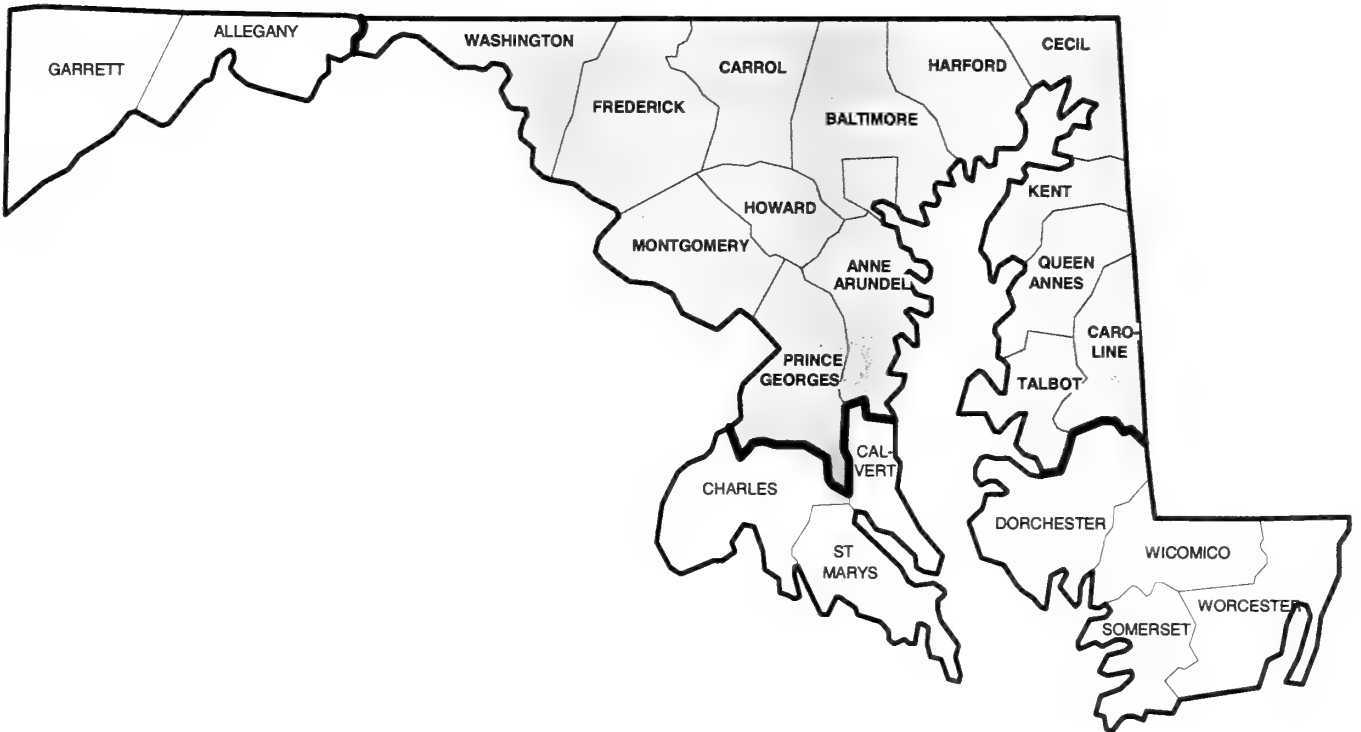 GARRETT
ALLEGANY
WASHINGTON
FREDERICK
CARROL
BALTIMORE
HARFORD
CECIL
KENT
HOWARD
MONTGOMERY
ANNE
ARUNDEL
QUEEN
ANNES
CARO-
LINE
TALBOT
PRINCE
GEORGES
CAL-
VERT
CHARLES
ST
MARYS
DORCHESTER
WICOMICO
WORCESTER
SOMERSET